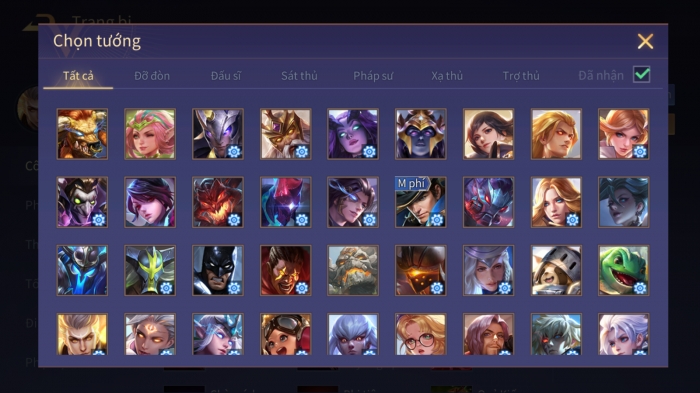 Trang bị
Chọn tướng
Tất cả Đỡ đòn Đấu sĩ Sát thủ Pháp sư Xạ thủ Trợ thủ Đã nhận
M phí